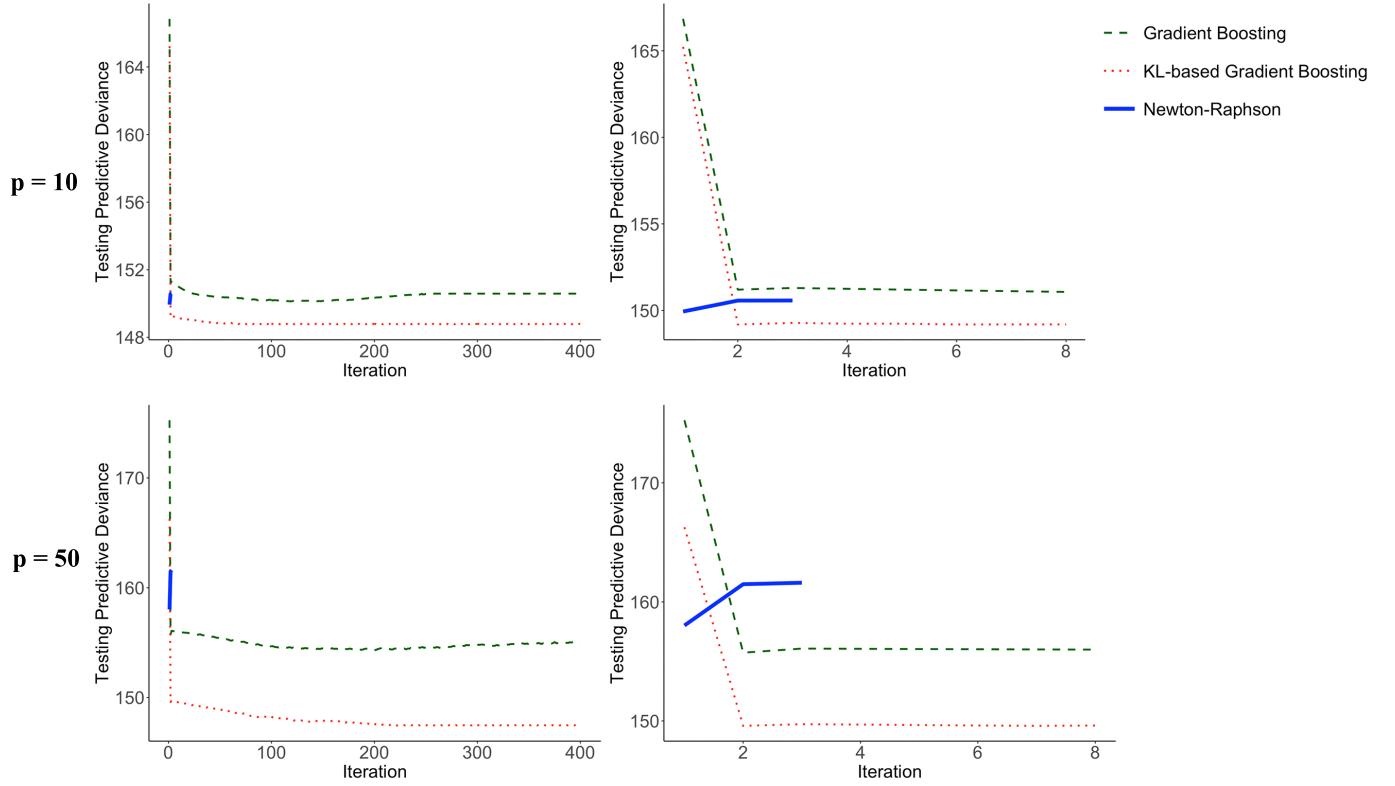 p = 10
Testing Predictive Deviance
164
160
156
152
148
0 100 200 300 400
Iteration
Testing Predictive Deviance
165
160
155
150
2 4 6 8
Iteration
Gradient Boosting
KL-based Gradient Boosting
Newton-Raphson
p = 50
Testing Predictive Deviance
170
160
150
0 100 200 300 400
Iteration
Testing Predictive Deviance
170
160
150
2 4 6 8
Iteration